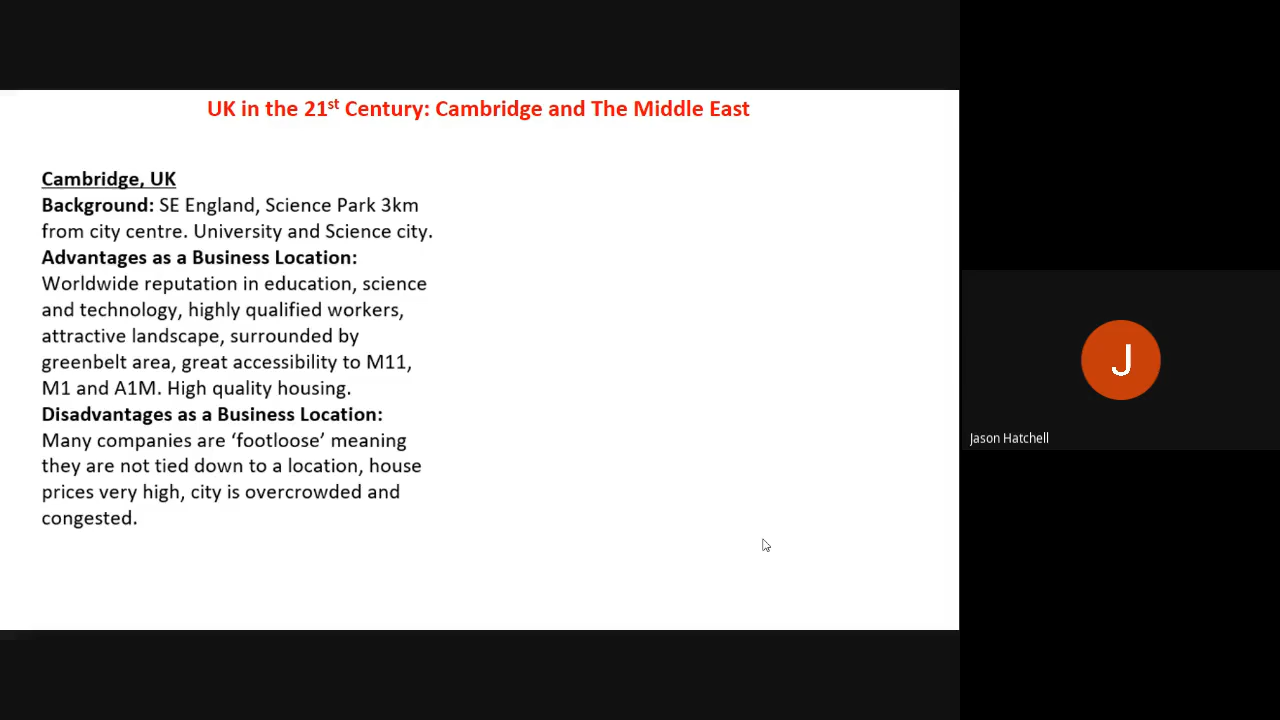 UK in the 21st Century: Cambridge and The Middle East
Cambridge, UK
Background: SE England, Science Park 3km
from city centre. University and Science city.
Advantages as a Business Location:
Worldwide reputation in education, science
and technology, highly qualified workers,
attractive landscape, surrounded by
greenbelt area, great accessibility to M11,
M1 and A1M. High quality housing.
Disadvantages as a Business Location:
Many companies are ‘footloose’ meaning
they are not tied down to a location, house
prices very high, city is overcrowded and
congested.
J
Jason Hatchell